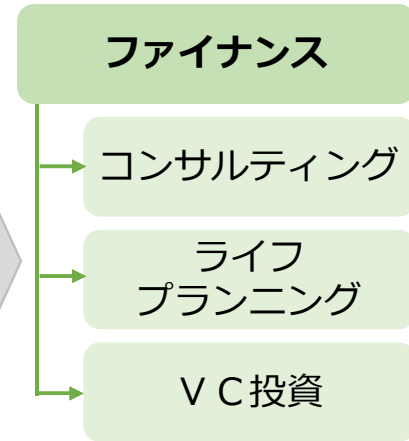 ファイナンス
コンサルティング
ライフ
プランニング
ＶＣ投資